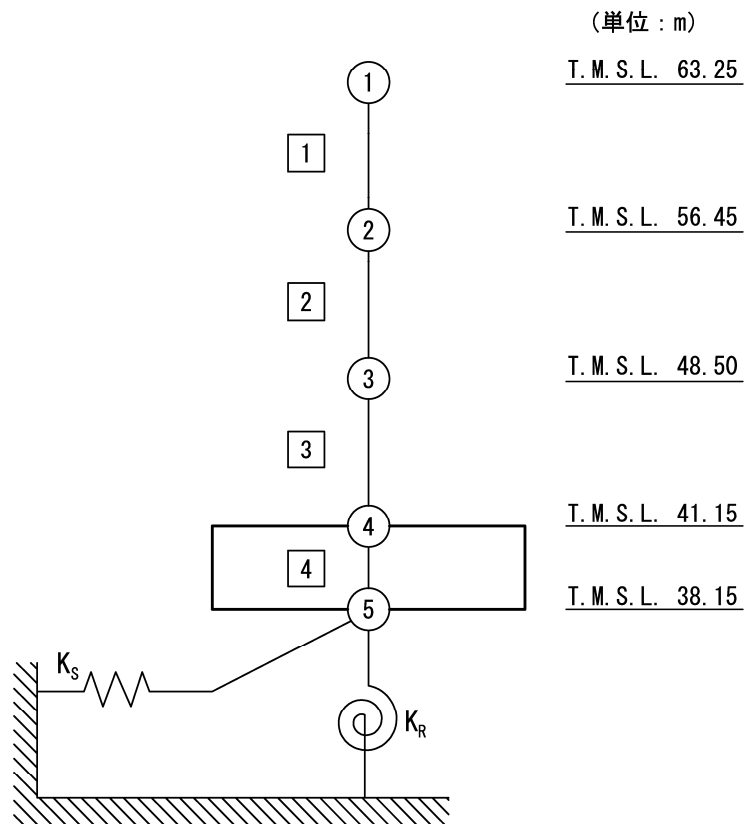 (単位：m)
T.M.S.L. 63.25
1
1
T.M.S.L. 56.45
2
2
T.M.S.L. 48.50
3
3
T.M.S.L. 41.15
4
4
T.M.S.L. 38.15
5
KS
KR